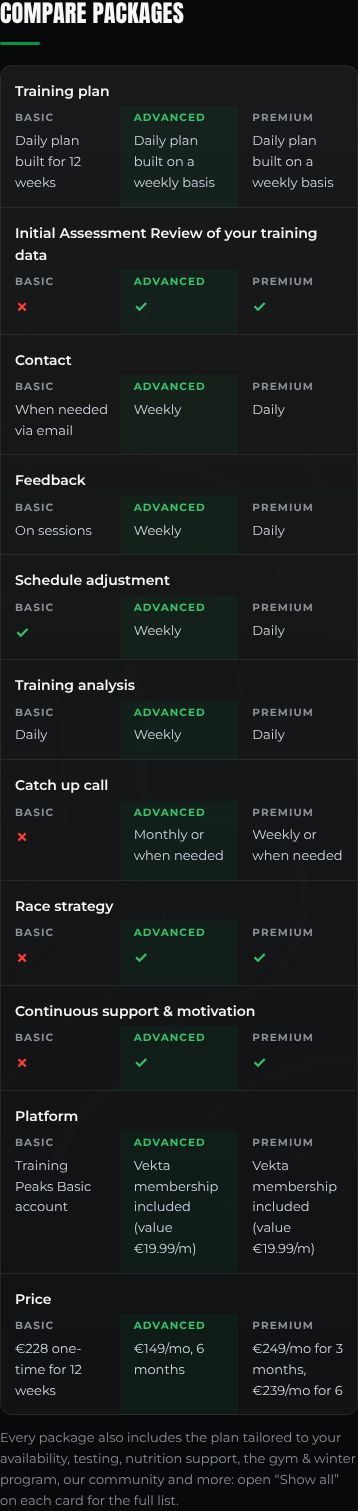 COMPARE PACKAGES
Training plan
BASIC
Daily plan
built for 12
weeks
ADVANCED
Daily plan
built on a
weekly basis
PREMIUM
Daily plan
built on a
weekly basis
Initial Assessment Review of your training
data
BASIC
ADVANCED
PREMIUM
Contact
BASIC
When needed
via email
ADVANCED
Weekly
PREMIUM
Daily
Feedback
BASIC
On sessions
ADVANCED
Weekly
PREMIUM
Daily
Schedule adjustment
BASIC
ADVANCED
Weekly
PREMIUM
Daily
Training analysis
BASIC
Daily
ADVANCED
Weekly
PREMIUM
Daily
Catch up call
BASIC
ADVANCED
Monthly or
when needed
PREMIUM
Weekly or
when needed
Race strategy
BASIC
ADVANCED
PREMIUM
Continuous support & motivation
BASIC
ADVANCED
PREMIUM
Platform
BASIC
Training
Peaks Basic
account
ADVANCED
Vekta
membership
included
(value
€19.99/m)
PREMIUM
Vekta
membership
included
(value
€19.99/m)
Price
BASIC
€228 one-
time for 12
weeks
ADVANCED
€149/mo, 6
months
PREMIUM
€249/mo for 3
months,
€239/mo for 6
Every package also includes the plan tailored to your
availability, testing, nutrition support, the gym & winter
program, our community and more: open “Show all”
on each card for the full list.